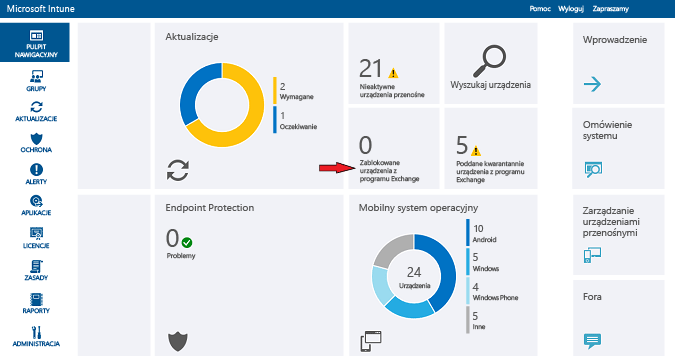 Microsoft Intune
Pomoc Wyloguj Zapraszamy
PULPIT
NAWIGACYJNY
GRUPY
AKTUALIZACJE
OCHRONA
ALERTY
APLIKACJE
LICENCJE
ZASADY
RAPORTY
ADMINISTRACJA
Aktualizacje
2
Wymagane
1
Oczekiwanie
21
Nieaktywne
urządzenia przenośne
Wyszukaj urządzenia
0
Zablokowane
urządzenia z
programu Exchange
5
Poddane kwarantannie
urządzenia z programu
Exchange
Endpoint Protection
0
Problemy
Mobilny system operacyjny
24
Urządzenia
10
Android
5
Windows
4
Windows Phone
5
Inne
Wprowadzenie
Omówienie
systemu
Zarządzanie
urządzeniami
przenośnymi
Fora